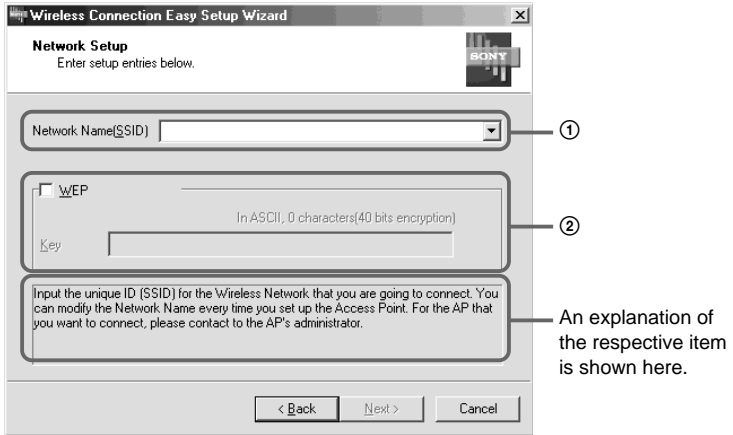 Wireless Connection Easy Setup Wizard
Network Setup
Enter setup entries below.
SONY
Network Name(SSID)
①
WEP
In ASCII, 0 characters(40 bits encryption)
Key
②
Input the unique ID (SSID) for the Wireless Network that you are going to connect. You
can modify the Network Name every time you set up the Access Point. For the AP that
you want to connect, please contact to the AP's administrator.
An explanation of
the respective item
is shown here.
< Back
Next >
Cancel